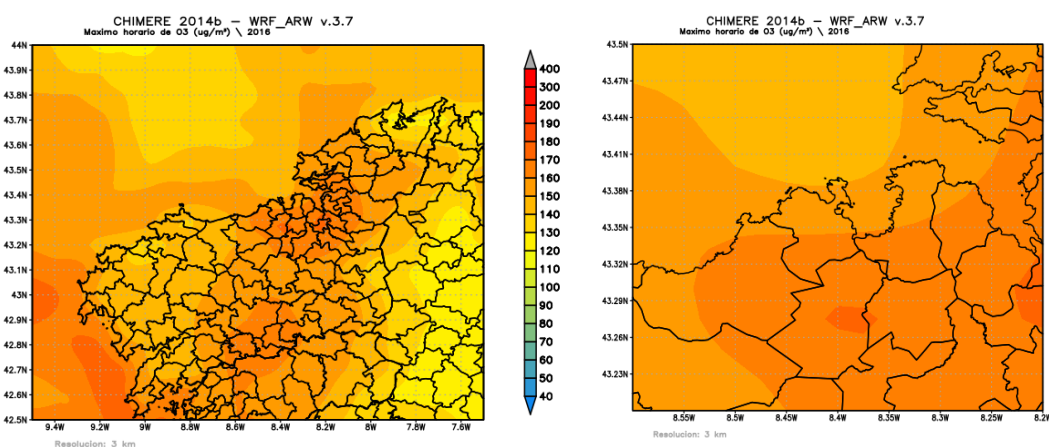 CHIMERE 2014b – WRF_ARW v.3.7
Maximo horario de O3 (ug/m³) \ 2016
44N
43.9N
43.8N
43.7N
43.6N
43.5N
43.4N
43.3N
43.2N
43.1N
43N
42.9N
42.8N
42.7N
42.6N
42.5N
9.4W 9.2W 9W 8.8W 8.6W 8.4W 8.2W 8W 7.8W 7.6W
Resolucion: 3 km
400
300
200
190
180
170
160
150
140
130
120
110
100
90
80
70
60
50
40
CHIMERE 2014b – WRF_ARW v.3.7
Maximo horario de O3 (ug/m³) \ 2016
43.5N
43.47N
43.44N
43.41N
43.38N
43.35N
43.32N
43.29N
43.26N
43.23N
8.55W 8.5W 8.45W 8.4W 8.35W 8.3W 8.25W 8.2W
Resolucion: 3 km